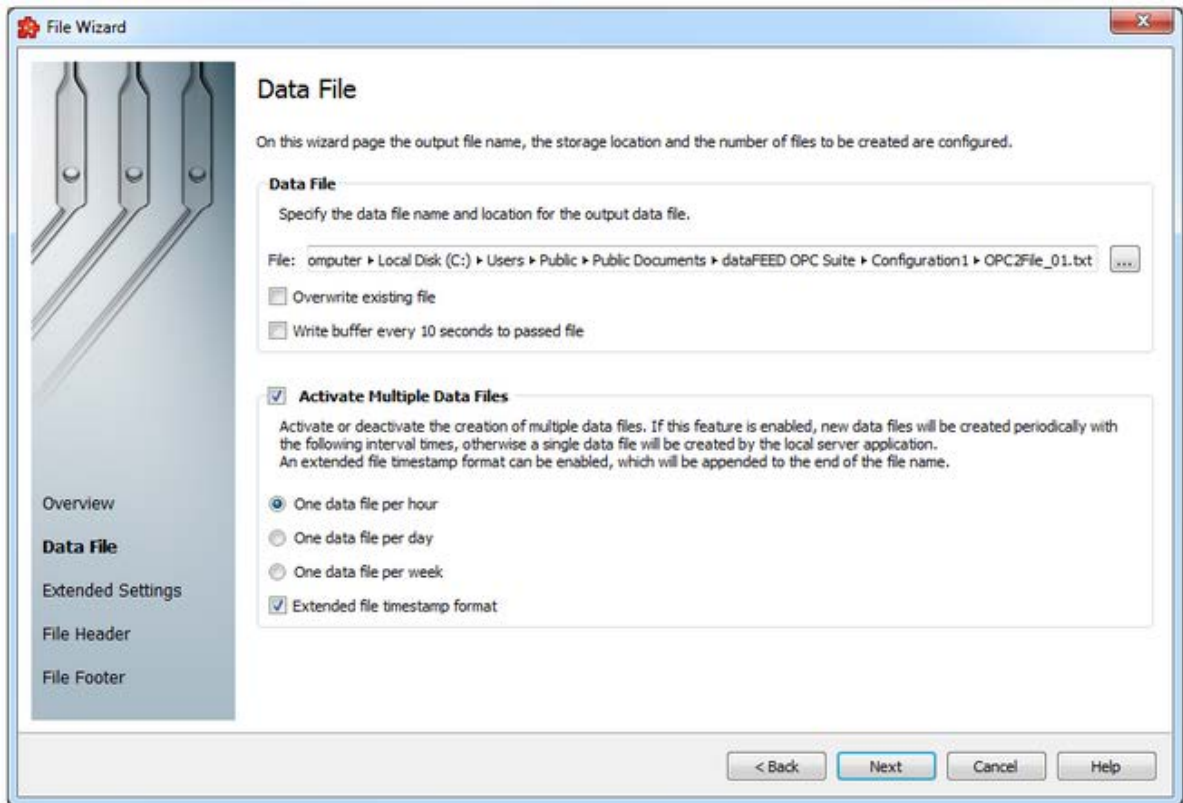 File Wizard
Data File
On this wizard page the output file name, the storage location and the number of files to be created are configured.
Data File
Specify the data file name and location for the output data file.
File: omputer ▸ Local Disk (C:) ▸ Users ▸ Public ▸ Public Documents ▸ dataFEED OPC Suite ▸ Configuration1 ▸ OPC2File_01.txt ...
Overwrite existing file
Write buffer every 10 seconds to passed file
Activate Multiple Data Files
Activate or deactivate the creation of multiple data files. If this feature is enabled, new data files will be created periodically with
the following interval times, otherwise a single data file will be created by the local server application.
An extended file timestamp format can be enabled, which will be appended to the end of the file name.
One data file per hour
One data file per day
One data file per week
Extended file timestamp format
Overview
Data File
Extended Settings
File Header
File Footer
< Back Next Cancel Help